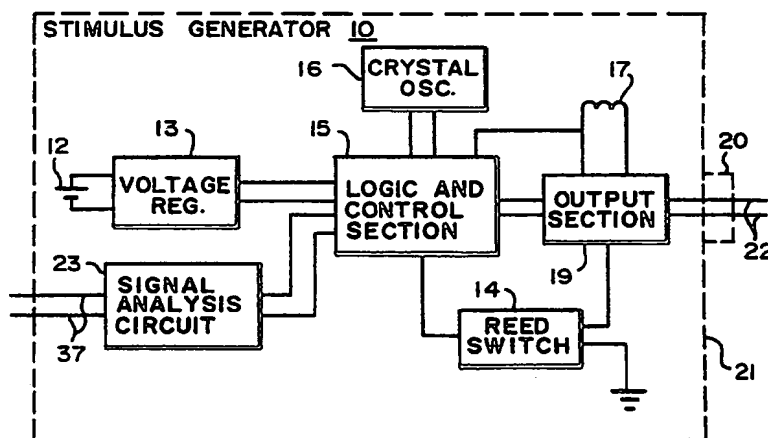 STIMULUS GENERATOR 10
16
CRYSTAL
OSC.
17
12
13
15
20
VOLTAGE
REG.
LOGIC AND
CONTROL
SECTION
OUTPUT
SECTION
22
23
19
SIGNAL
ANALYSIS
CIRCUIT
14
REED
SWITCH
37
21